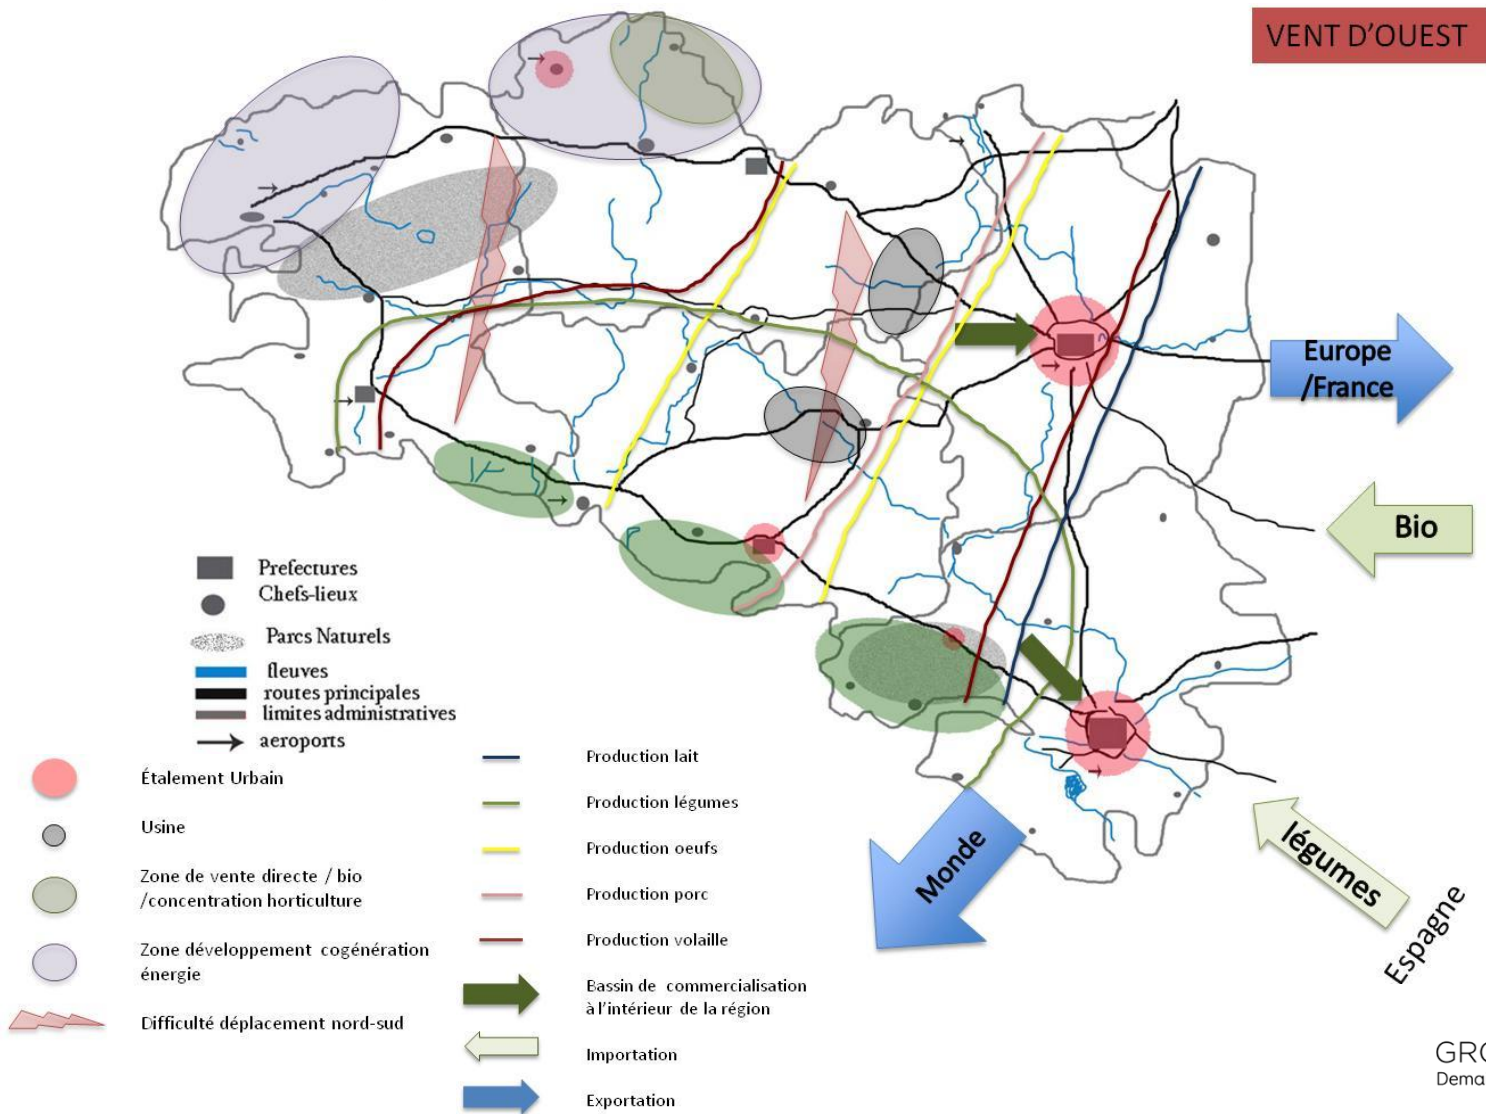 VENT D'OUEST
Europe
/France
Bio
légumes
Espagne
Monde
Prefectures
Chefs-lieux
Parcs Naturels
fleuves
routes principales
limites administratives
aeroports
Étalement Urbain
Usine
Zone de vente directe / bio
/concentration horticulture
Zone développement cogénération
énergie
Difficulté déplacement nord-sud
Production lait
Production légumes
Production oeufs
Production porc
Production volaille
Bassin de commercialisation
à l'intérieur de la région
Importation
Exportation